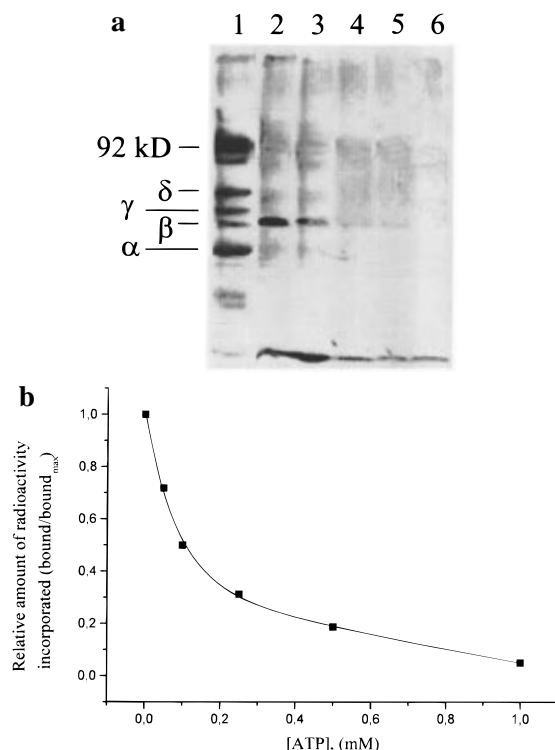 a 1 2 3 4 5 6
92 kD
δ
γ
β
α
b
Relative amount of radioactivity
incorporated (bound/bound max)
1,0
0,8
0,6
0,4
0,2
0,0
0,0 0,2 0,4 0,6 0,8 1,0
[ATP], (mM)